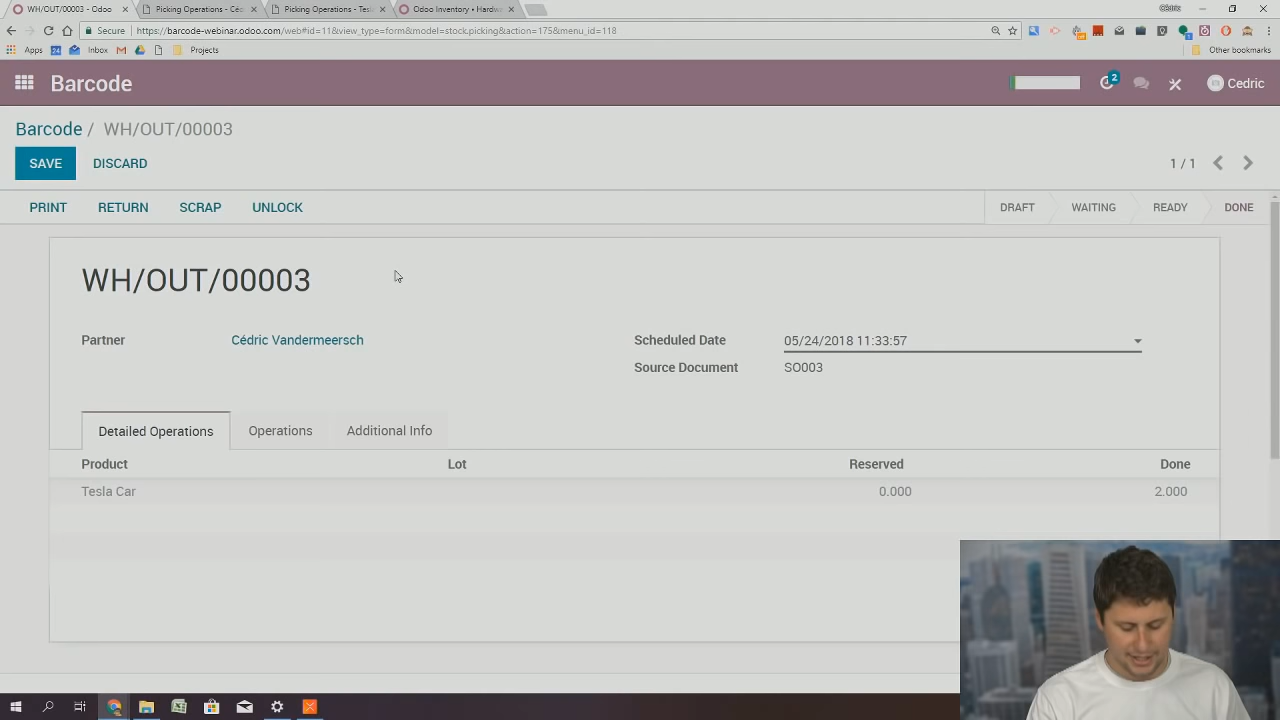 WH/OUT/00003 - Odoo
Picking Operations - Céd
Picking Operations - Tesl
Odoo Inventory • Hardw
Secure
https://barcode-webinar.odoo.com/web#id=11&view_type=form&model=stock.picking&action=175&menu_id=118
Apps
Inbox
Projects
Other bookmarks
Barcode
2
Cedric
Barcode / WH/OUT/00003
SAVE
DISCARD
1 / 1
PRINT
RETURN
SCRAP
UNLOCK
DRAFT
WAITING
READY
DONE
WH/OUT/00003
Partner
Cédric Vandermeersch
Scheduled Date
05/24/2018 11:33:57
Source Document
SO003
Detailed Operations
Operations
Additional Info
Product
Lot
Reserved
Done
Tesla Car
0.000
2.000